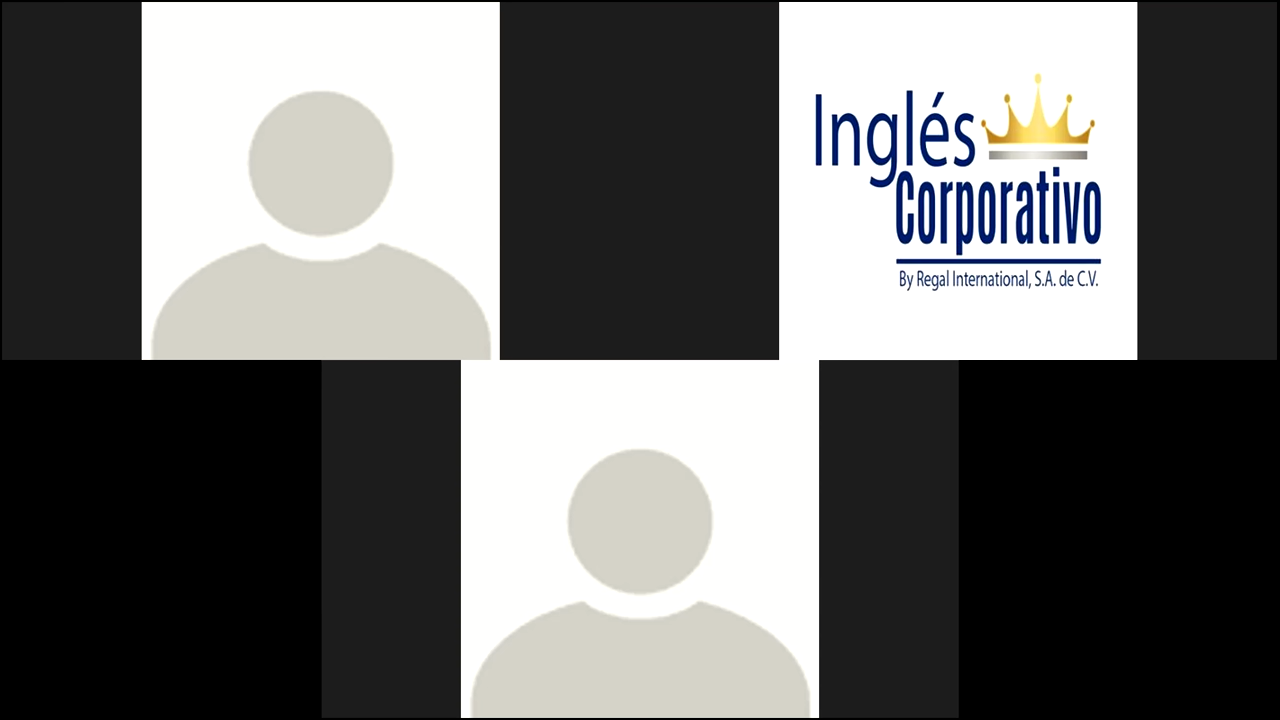 Inglés
Corporativo
By Regal International, S.A. de C.V.